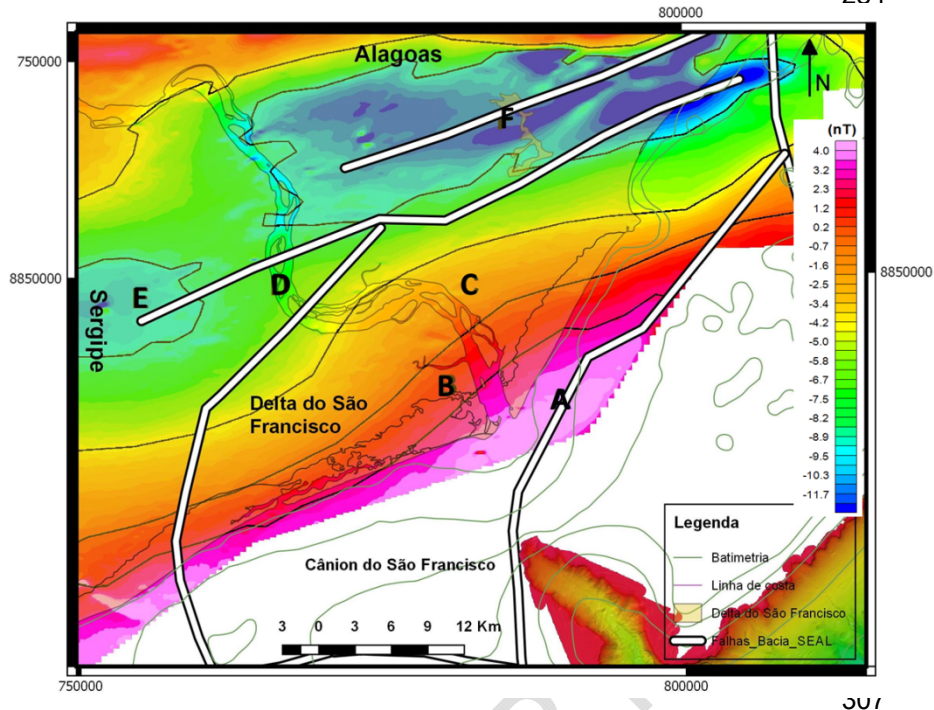 800000
750000
Alagoas
N
(nT)
4.0
3.2
2.3
1.2
-0.7
-1.6
-2.5
-3.4
-4.2
-5.0
-5.8
-6.7
-7.5
-8.2
-8.9
-9.5
-10.3
-11.7
F
8850000
8850000
E
D
C
Sergipe
B
A
Delta do São
Francisco
Cânion do São Francisco
3 0 3 6 9 12 Km
Legenda
Batimetria
Linha de costa
Delta do São Francisco
Falhas_Bacia_SEAL
750000
800000
307